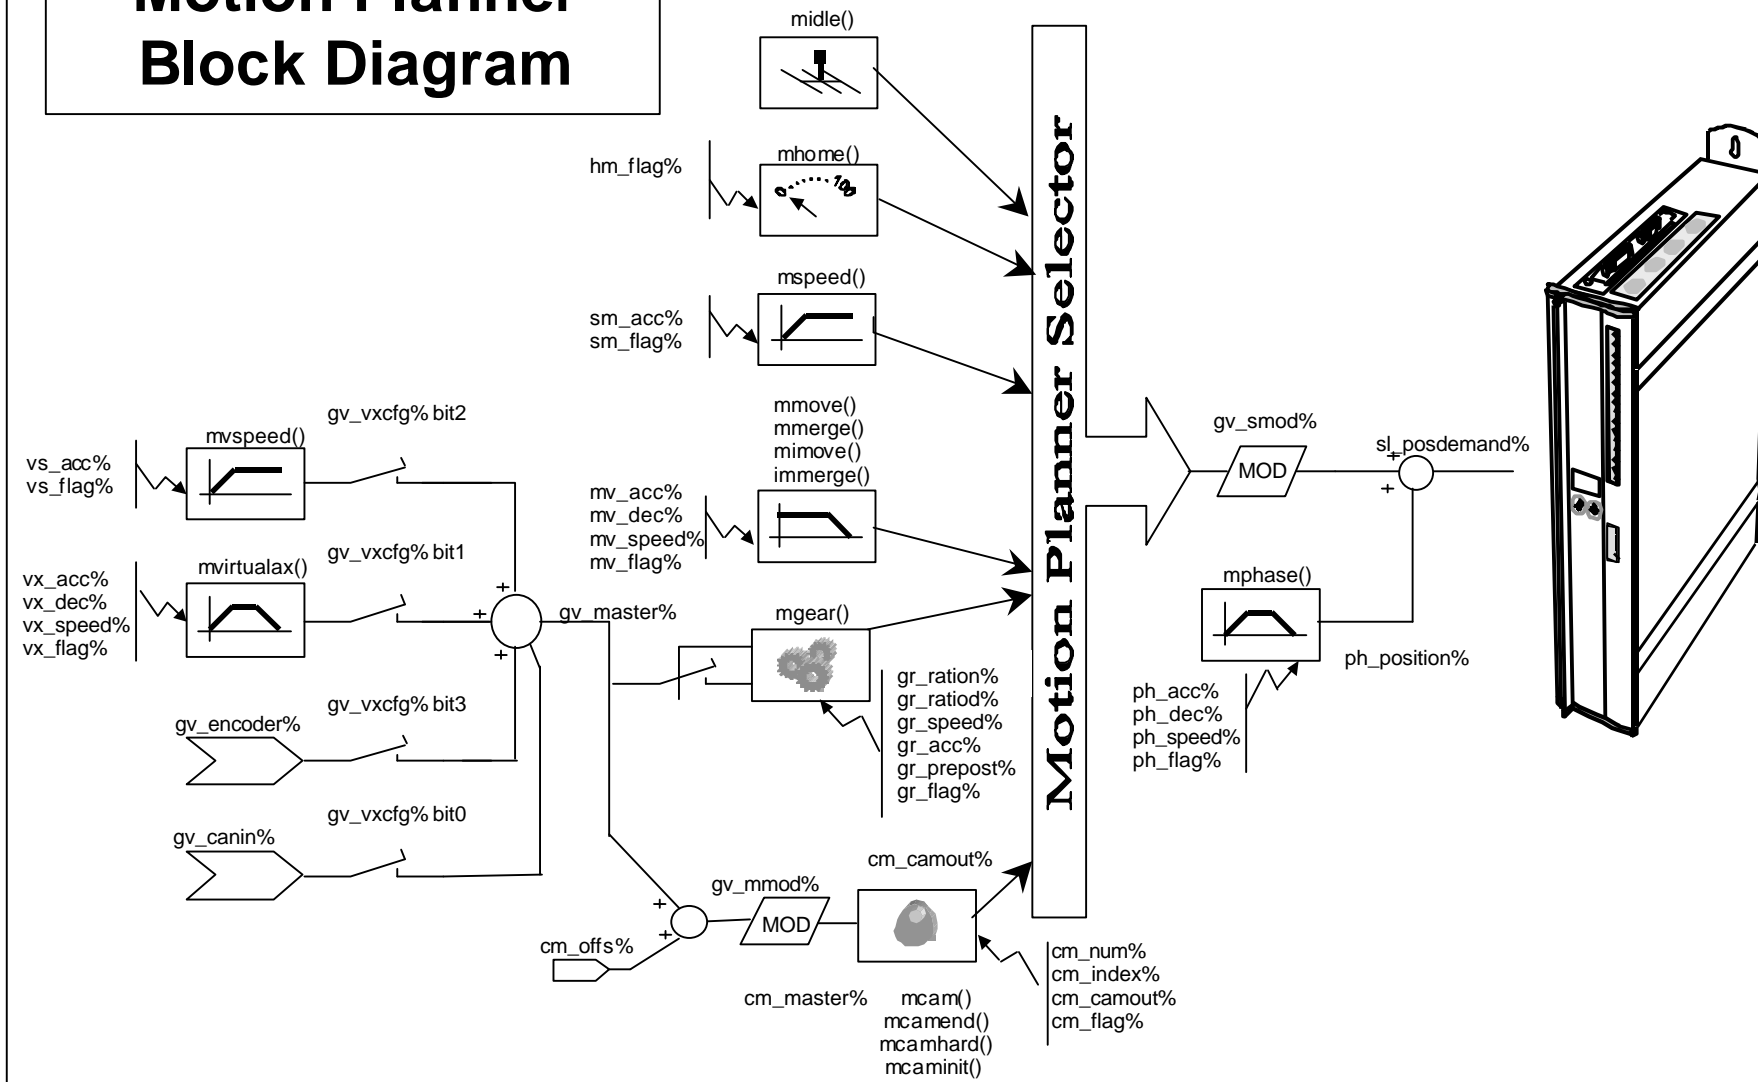 Motion Planner
Block Diagram
midle()
mhome()
hm_flag%
0
100
mspeed()
sm_acc%
sm_flag%
mmove()
mmerge()
mimove()
immerge()
mv_acc%
mv_dec%
mv_speed%
mv_flag%
gv_vxcfg% bit2
mvspeed()
vs_acc%
vs_flag%
gv_vxcfg% bit1
mvirtualax()
vx_acc%
vx_dec%
vx_speed%
vx_flag%
+
+
+
gv_master%
gv_vxcfg% bit3
gv_encoder%
gv_vxcfg% bit0
gv_canin%
mgear()
gr_ration%
gr_ratiod%
gr_speed%
gr_acc%
gr_prepost%
gr_flag%
cm_offs%
+
+
gv_mmod%
MOD
cm_master%
cm_camout%
mcam()
mcamend()
mcamhard()
mcaminit()
cm_num%
cm_index%
cm_camout%
cm_flag%
Motion Planner Selector
gv_smod%
MOD
sl_posdemand%
+
+
mphase()
ph_position%
ph_acc%
ph_dec%
ph_speed%
ph_flag%